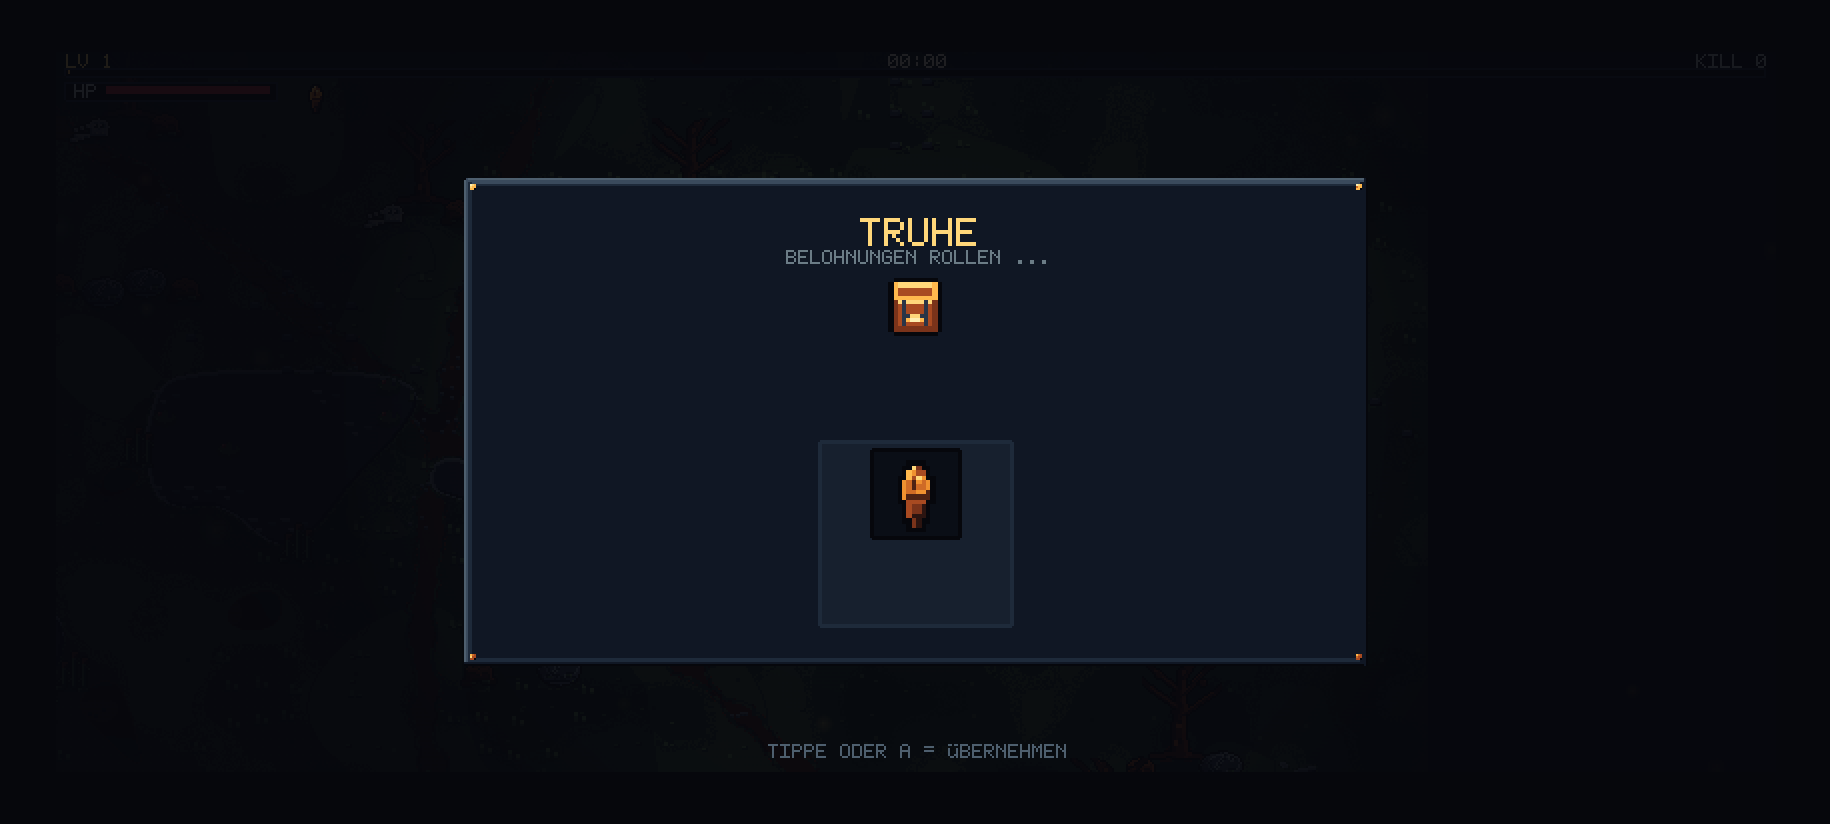 LV 1
00:00
KILL 0
HP
TRUHE
BELOHNUNGEN ROLLEN ...
TIPPE ODER A = üBERNEHMEN